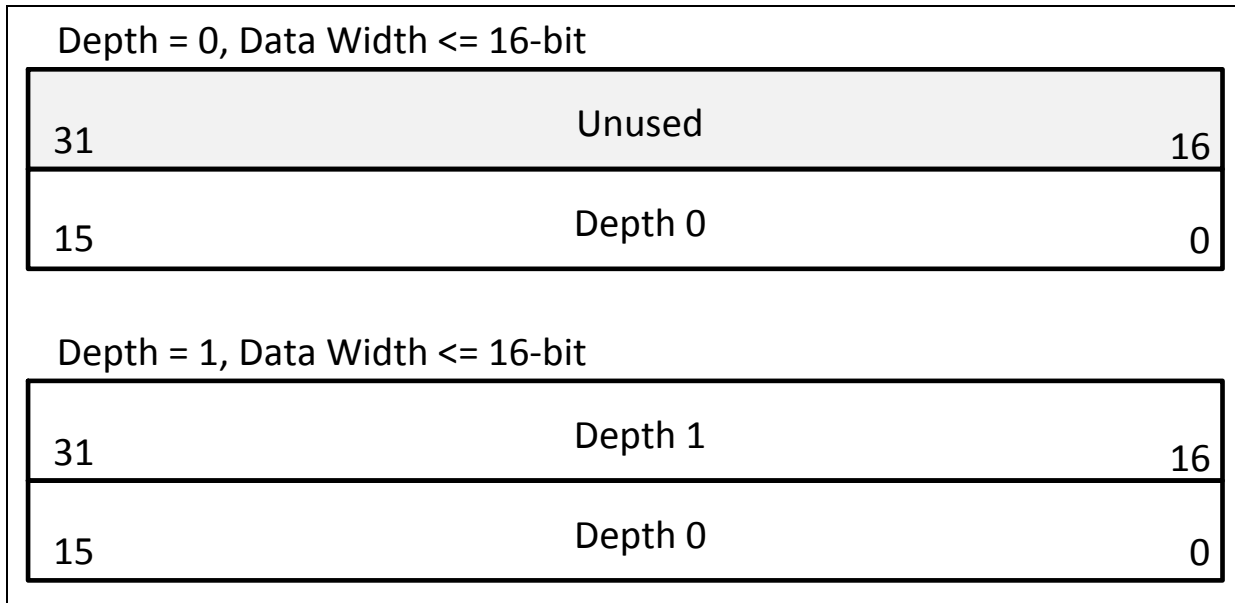 Depth = 0, Data Width <= 16-bit
31 Unused 16
15 Depth 0 0
Depth = 1, Data Width <= 16-bit
31 Depth 1 16
15 Depth 0 0